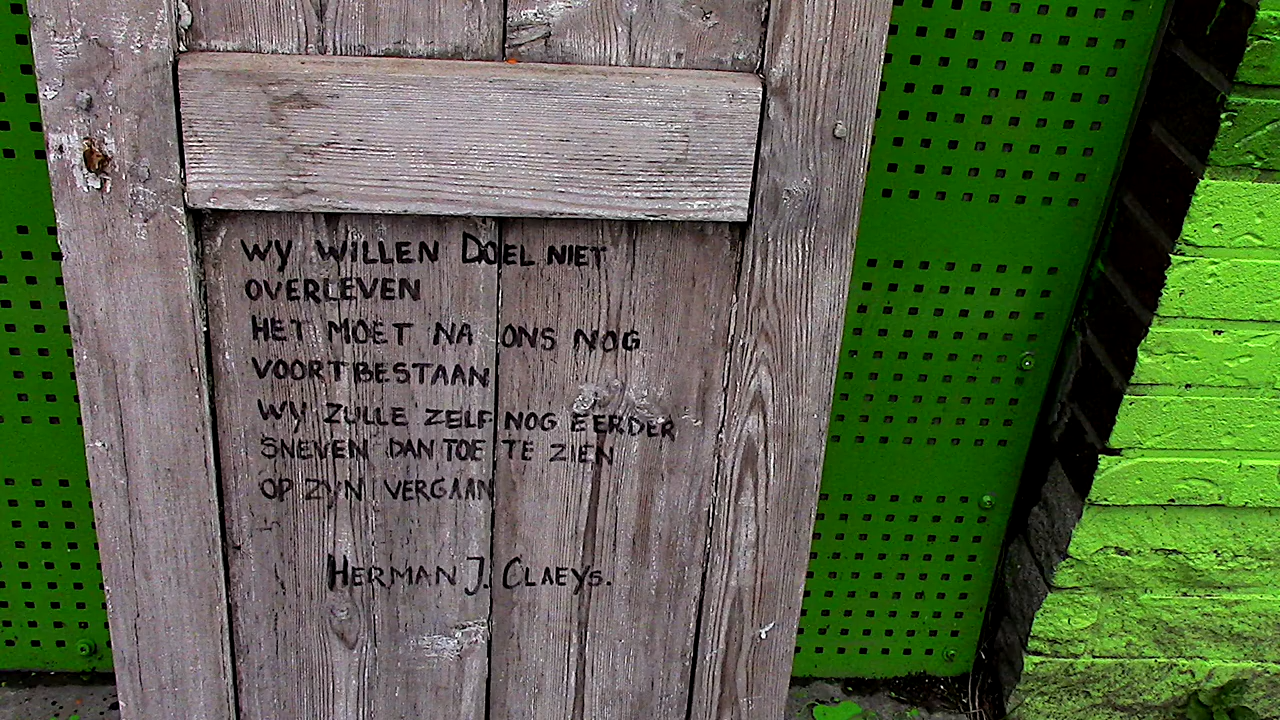 WY WILLEN DOEL NIET
OVERLEVEN
HET MOET NA ONS NOG
VOORTBESTAAN
WY ZULLE ZELF NOG EERDER
SNEVEN DAN TOE TE ZIEN
OP ZYN VERGAAN
HERMAN J. CLAEYS.